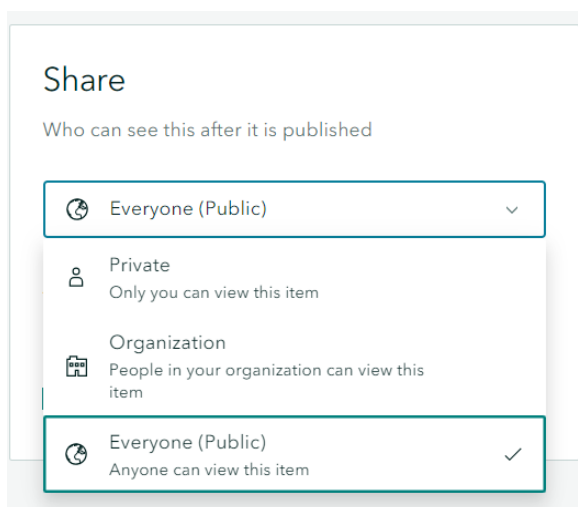 Share
Who can see this after it is published
Everyone (Public)
Private
Only you can view this item
Organization
People in your organization can view this
item
Everyone (Public)
Anyone can view this item